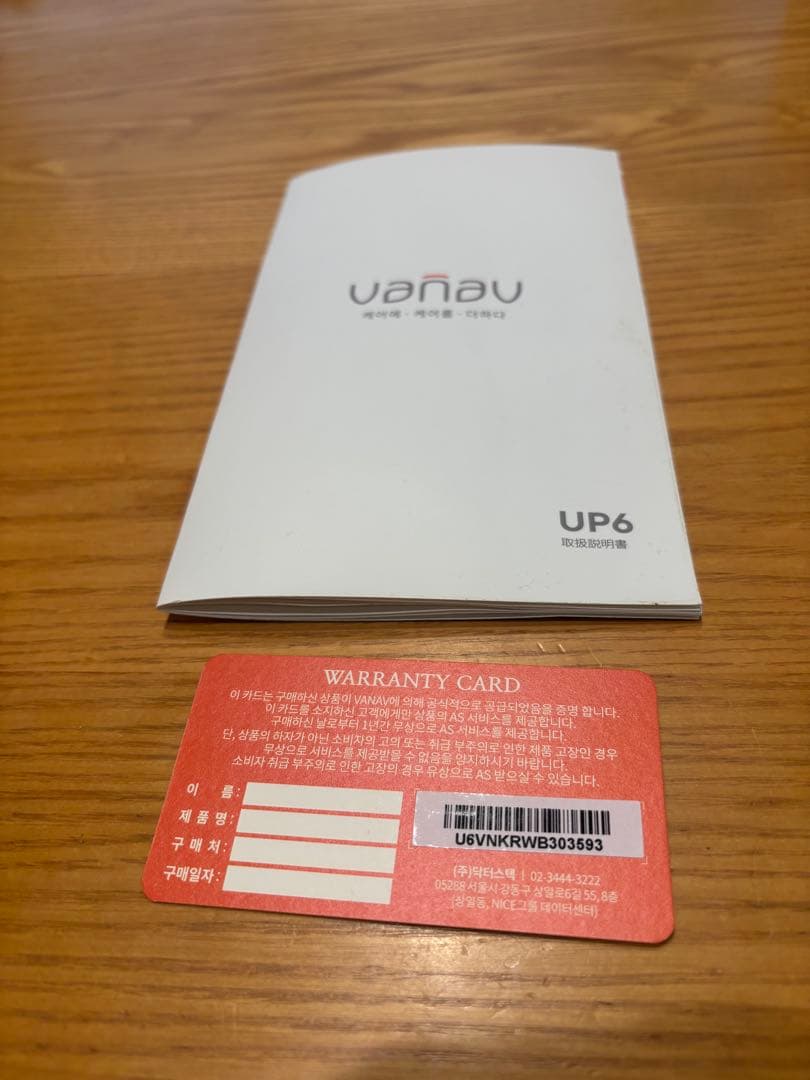 vanav
케어에·케어를·더하다
UP6
取扱説明書
WARRANTY CARD
이 카드는 구매하신 상품이 VANAV에 의해 공식적으로 공급되었음을 증명 합니다.
이 카드를 소지하신 고객에게만 상품의 AS 서비스를 제공합니다.
구매하신 날로부터 1년간 무상으로 AS 서비스를 제공합니다.
단, 상품의 하자가 아닌 소비자의 고의 또는 취급 부주의로 인한 제품 고장인 경우
무상으로 서비스를 제공받을 수 없음을 양지하시기 바랍니다.
소비자 취급 부주의로 인한 고장의 경우 유상으로 AS 받으실 수 있습니다.
이 름 :
제 품 명 :
구 매 처 :
구매일자 :
U6VNKRWB303593
(주)닥터스텍 | 02-3444-3222
05288 서울시 강동구 상일로6길 55, 8층
(상일동, NICE그룹 데이터센터)